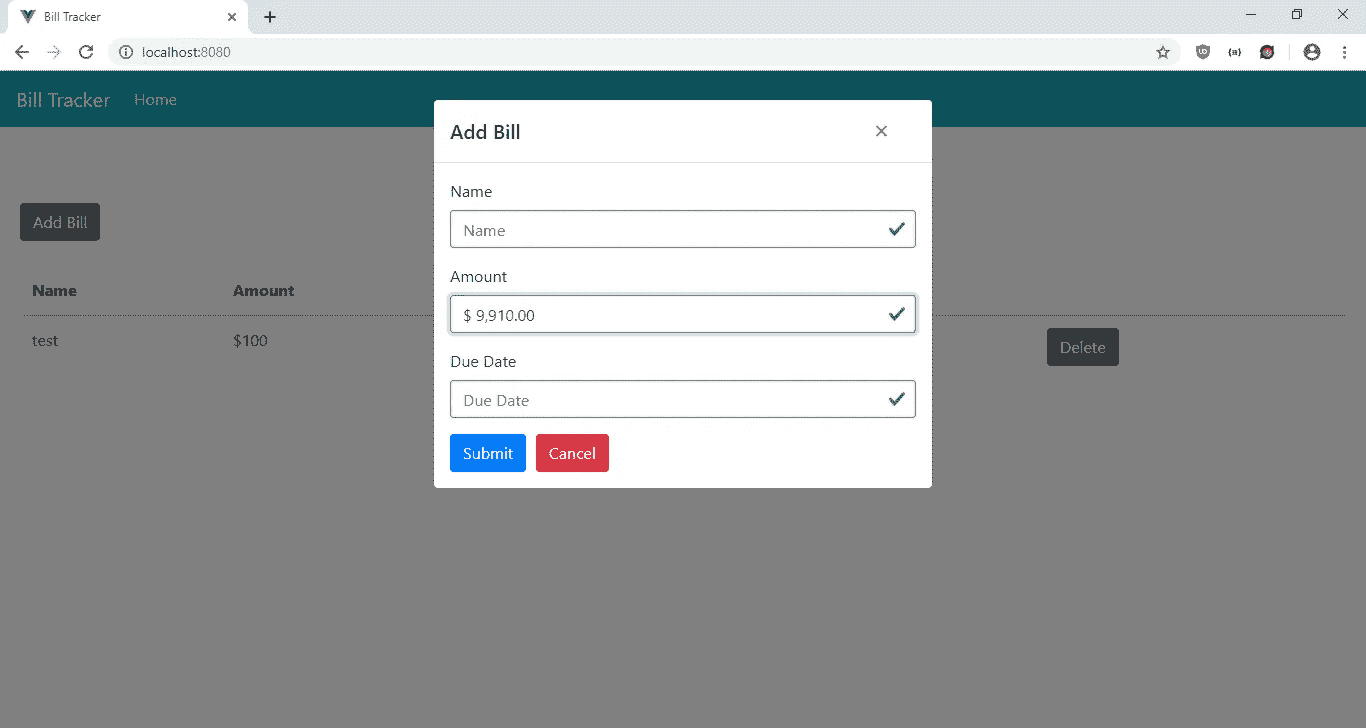 Bill Tracker
localhost:8080
Bill Tracker Home
Add Bill
Name Amount
test $100 Delete
Add Bill ×
Name
Name
Amount
$ 9,910.00
Due Date
Due Date
Submit Cancel